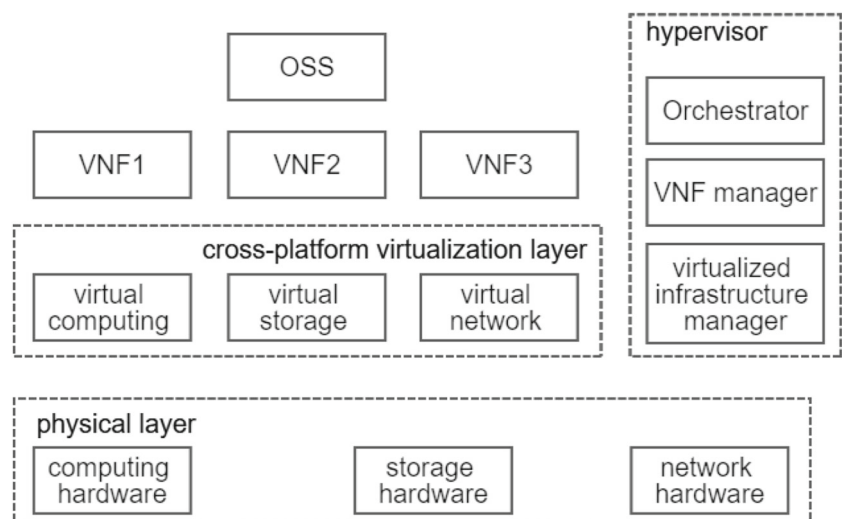 OSS
VNF1
VNF2
VNF3
cross-platform virtualization layer
virtual
computing
virtual
storage
virtual
network
hypervisor
Orchestrator
VNF manager
virtualized
infrastructure
manager
physical layer
computing
hardware
storage
hardware
network
hardware